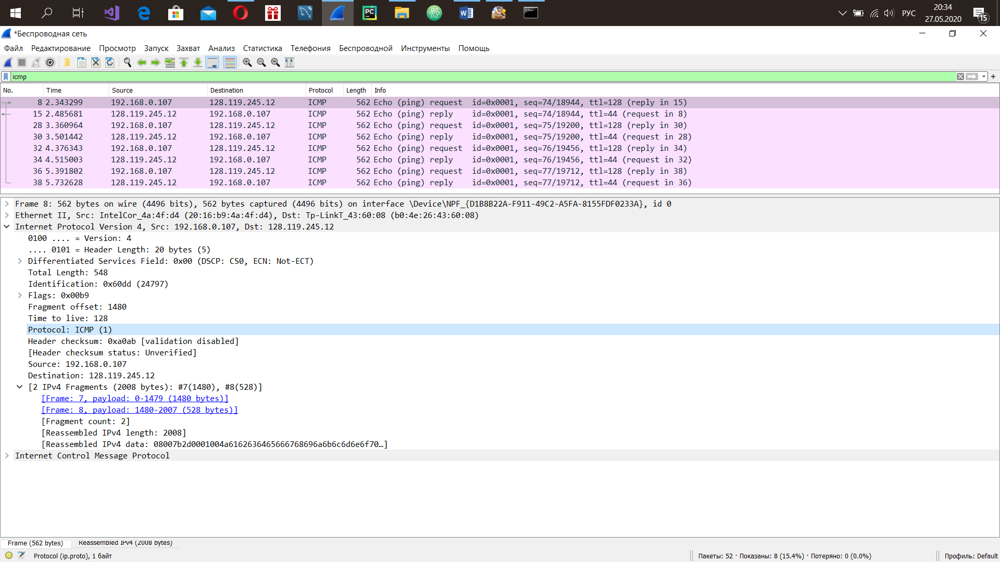 PC
РУС
20:34
27.05.2020
15
*Беспроводная сеть
Файл Редактирование Просмотр Запуск Захват Анализ Статистика Телефония Беспроводной Инструменты Помощь
icmp
No. Time Source Destination Protocol Length Info
8 2.343299 192.168.0.107 128.119.245.12 ICMP 562 Echo (ping) request id=0x0001, seq=74/18944, ttl=128 (reply in 15)
15 2.485681 128.119.245.12 192.168.0.107 ICMP 562 Echo (ping) reply id=0x0001, seq=74/18944, ttl=44 (request in 8)
28 3.360964 192.168.0.107 128.119.245.12 ICMP 562 Echo (ping) request id=0x0001, seq=75/19200, ttl=128 (reply in 30)
30 3.501442 128.119.245.12 192.168.0.107 ICMP 562 Echo (ping) reply id=0x0001, seq=75/19200, ttl=44 (request in 28)
32 4.376343 192.168.0.107 128.119.245.12 ICMP 562 Echo (ping) request id=0x0001, seq=76/19456, ttl=128 (reply in 34)
34 4.515003 128.119.245.12 192.168.0.107 ICMP 562 Echo (ping) reply id=0x0001, seq=76/19456, ttl=44 (request in 32)
36 5.391802 192.168.0.107 128.119.245.12 ICMP 562 Echo (ping) request id=0x0001, seq=77/19712, ttl=128 (reply in 38)
38 5.732628 128.119.245.12 192.168.0.107 ICMP 562 Echo (ping) reply id=0x0001, seq=77/19712, ttl=44 (request in 36)
Frame 8: 562 bytes on wire (4496 bits), 562 bytes captured (4496 bits) on interface \Device\NPF_{D1B8B22A-F911-49C2-A5FA-8155FDF0233A}, id 0
Ethernet II, Src: IntelCor_4a:4f:d4 (20:16:b9:4a:4f:d4), Dst: Tp-LinkT_43:60:08 (b0:4e:26:43:60:08)
Internet Protocol Version 4, Src: 192.168.0.107, Dst: 128.119.245.12
0100 .... = Version: 4
.... 0101 = Header Length: 20 bytes (5)
Differentiated Services Field: 0x00 (DSCP: CS0, ECN: Not-ECT)
Total Length: 548
Identification: 0x60dd (24797)
Flags: 0x00b9
Fragment offset: 1480
Time to live: 128
Protocol: ICMP (1)
Header checksum: 0xa0ab [validation disabled]
[Header checksum status: Unverified]
Source: 192.168.0.107
Destination: 128.119.245.12
[2 IPv4 Fragments (2008 bytes): #7(1480), #8(528)]
[Frame: 7, payload: 0-1479 (1480 bytes)]
[Frame: 8, payload: 1480-2007 (528 bytes)]
[Fragment count: 2]
[Reassembled IPv4 length: 2008]
[Reassembled IPv4 data: 08007b2d0001004a6162636465666768696a6b6c6d6e6f70…]
Internet Control Message Protocol
Frame (562 bytes) Reassembled IPv4 (2008 bytes)
Protocol (ip.proto), 1 байт
Пакеты: 52 · Показаны: 8 (15.4%) · Потеряно: 0 (0.0%)
Профиль: Default